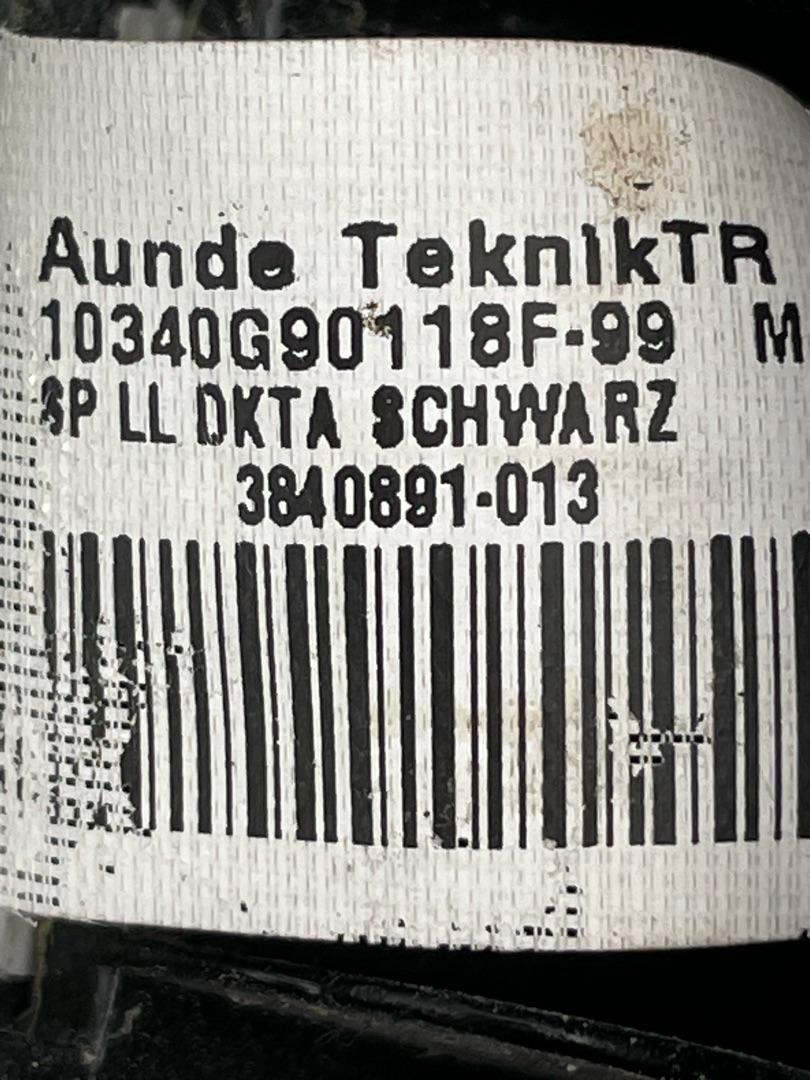 Aunde TeknikTR
10340G90118F-99 M
SP LL DKTA SCHWARZ
3840891-013